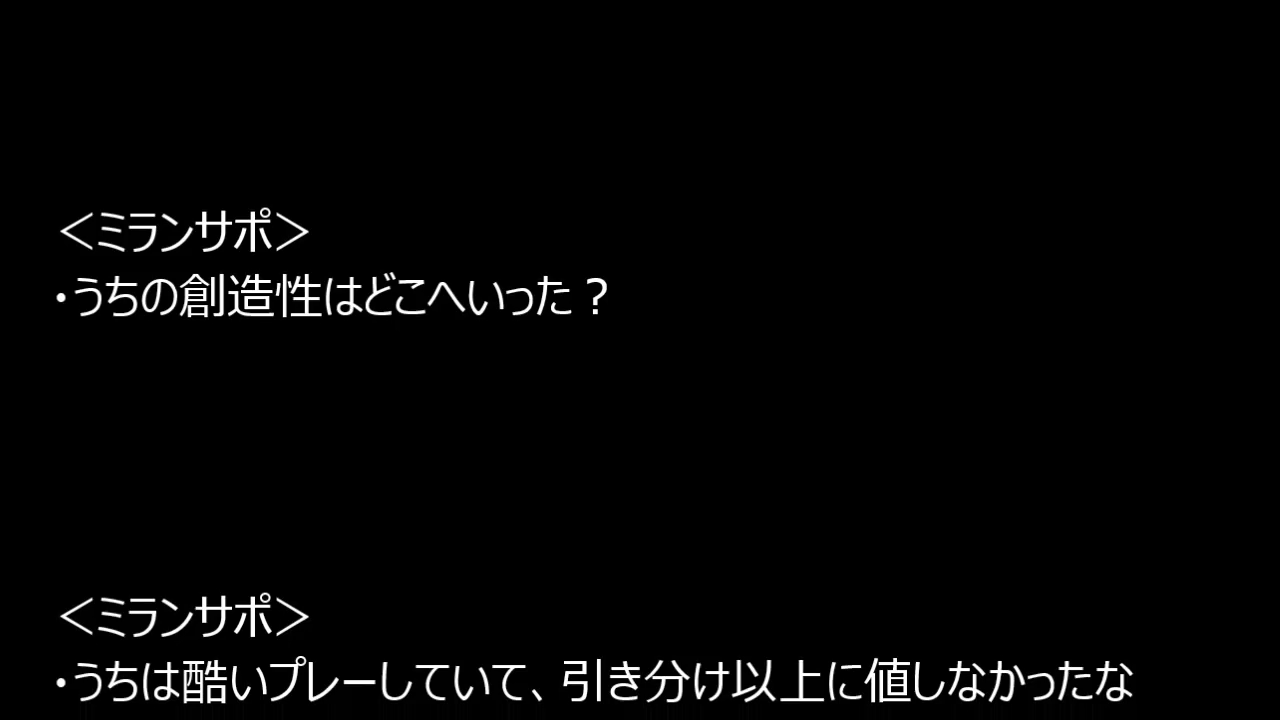 ＜ミランサポ＞
・うちの創造性はどこへいった？
＜ミランサポ＞
・うちは酷いプレーしていて、引き分け以上に値しなかったな